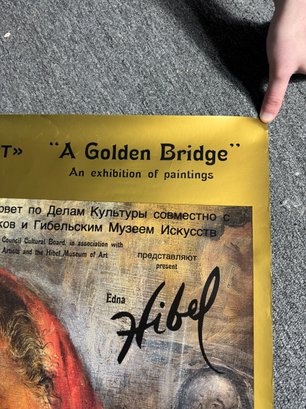 т» "A Golden Bridge"
An exhibition of paintings
овет по Делам Культуры совместно с
ков и Гибельским Музеем Искусств
Council Cultural Board, in association with
Artists and the Hibel Museum of Art
представляют
present
Edna
Hibel